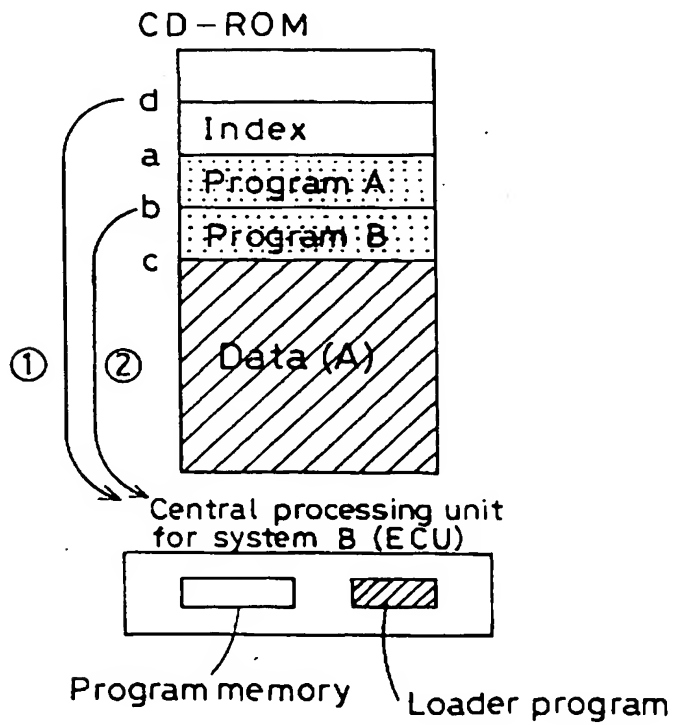 CD-ROM
d
Index
a
Program A
b
Program B
c
Data (A)
① ②
Central processing unit
for system B (ECU)
Program memory
Loader program